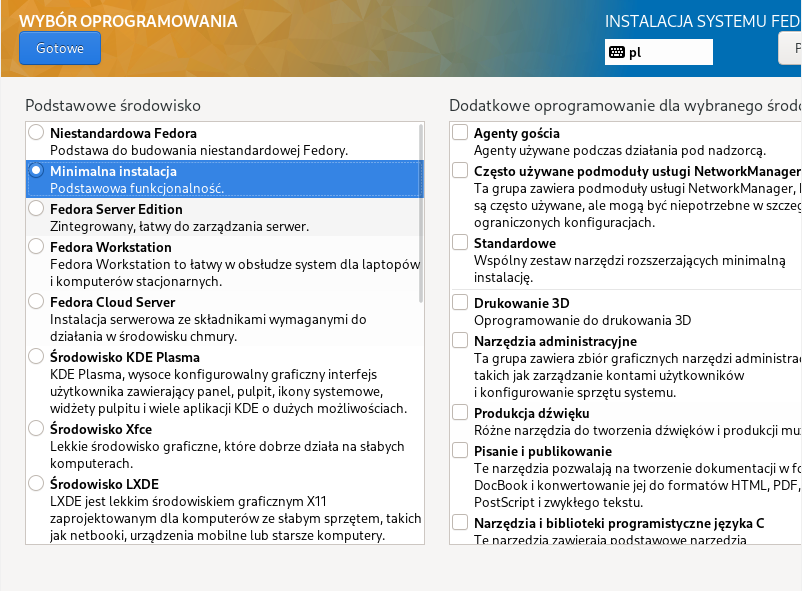 WYBÓR OPROGRAMOWANIA
Gotowe
INSTALACJA SYSTEMU
pl
Podstawowe środowisko
Niestandardowa Fedora
Podstawa do budowania niestandardowej Fedory.
Minimalna instalacja
Podstawowa funkcjonalność.
Fedora Server Edition
Zintegrowany, łatwy do zarządzania serwer.
Fedora Workstation
Fedora Workstation to łatwy w obsłudze system dla laptopów
i komputerów stacjonarnych.
Fedora Cloud Server
Instalacja serwerowa ze składnikami wymaganymi do
działania w środowisku chmury.
Środowisko KDE Plasma
KDE Plasma, wysoce konfigurowalny graficzny interfejs
użytkownika zawierający panel, pulpit, ikony systemowe,
widżety pulpitu i wiele aplikacji KDE o dużych możliwościach.
Środowisko Xfce
Lekkie środowisko graficzne, które dobrze działa na słabych
komputerach.
Środowisko LXDE
LXDE jest lekkim środowiskiem graficznym X11
zaprojektowanym dla komputerów ze słabym sprzętem, takich
jak netbooki, urządzenia mobilne lub starsze komputery.
Dodatkowe oprogramowanie dla wybranego
Agenty gościa
Agenty używane podczas działania pod nadzorcą.
Często używane podmoduły usługi NetworkManager
Ta grupa zawiera podmoduły usługi NetworkManager,
są często używane, ale mogą być niepotrzebne w
ograniczonych konfiguracjach.
Standardowe
Wspólny zestaw narzędzi rozszerzających minimalną
instalację.
Drukowanie 3D
Oprogramowanie do drukowania 3D
Narzędzia administracyjne
Ta grupa zawiera zbiór graficznych narzędzi
takich jak zarządzanie kontami użytkowników
i konfigurowanie sprzętu systemu.
Produkcja dźwięku
Różne narzędzia do tworzenia dźwięków i produkcji
Pisanie i publikowanie
Te narzędzia pozwalają na tworzenie dokumentacji w
DocBook i konwertowanie jej do formatów HTML, PDF,
PostScript i zwykłego tekstu.
Narzędzia i biblioteki programistyczne języka C
Te narzędzia zawierają podstawowe narzędzia